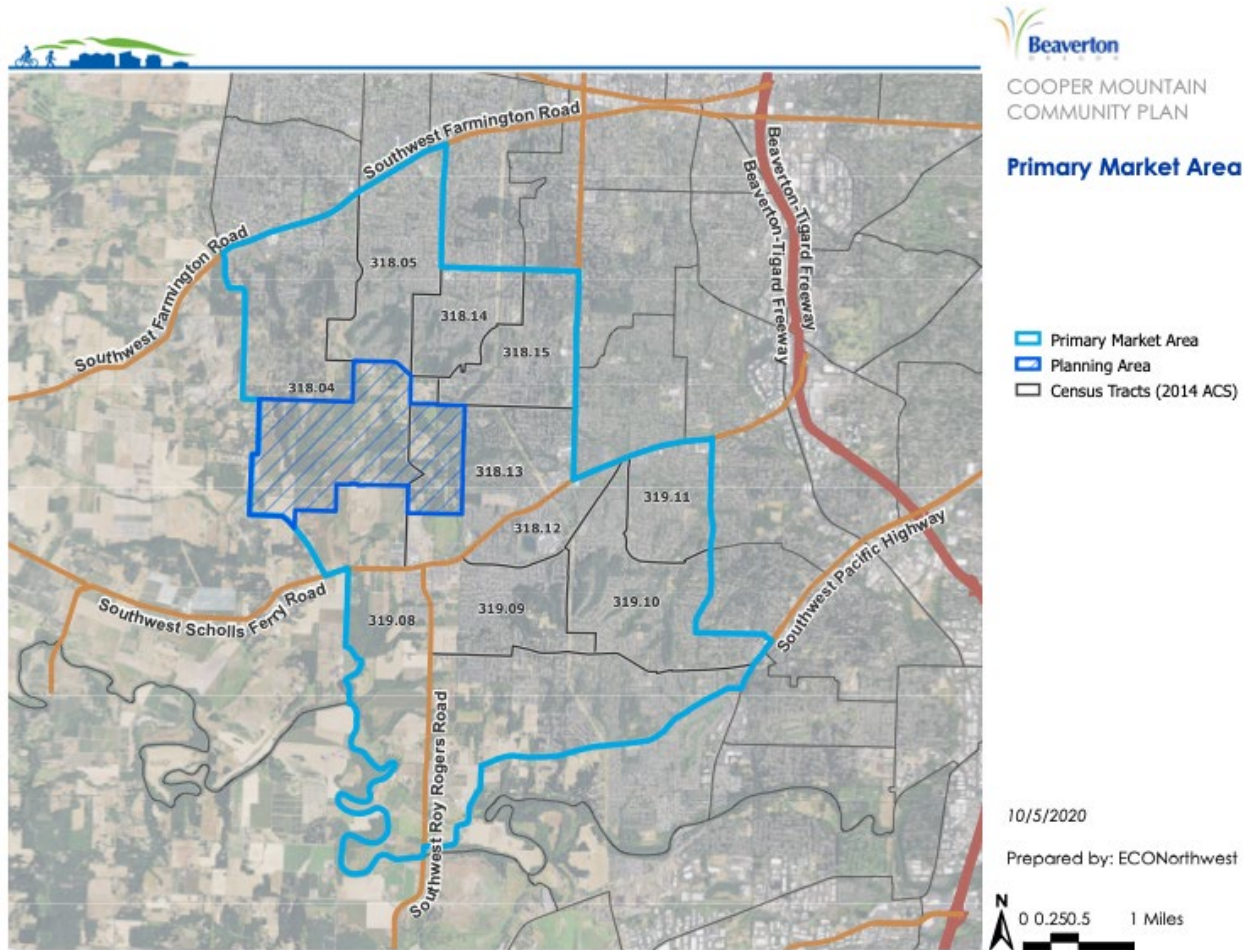 Beaverton
OREGON
COOPER MOUNTAIN
COMMUNITY PLAN
Primary Market Area
Southwest Farmington Road
Beaverton-Tigard Freeway
Beaverton-Tigard Freeway
Southwest Farmington Road
318.05
318.14
318.15
318.04
318.13
319.11
318.12
Southwest Pacific Highway
Southwest Scholls Ferry Road
319.08
319.09
319.10
Southwest Roy Rogers Road
Primary Market Area
Planning Area
Census Tracts (2014 ACS)
10/5/2020
Prepared by: ECONorthwest
N
0 0.250.5 1 Miles